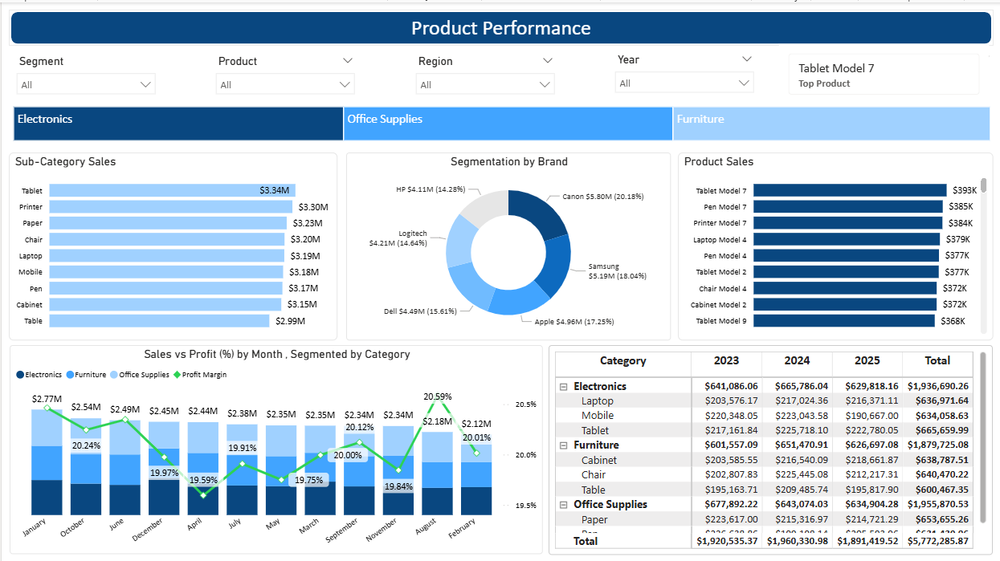 Product Performance
Segment
Product
Region
Year
All
All
All
All
Tablet Model 7
Top Product
Electronics
Office Supplies
Furniture
Sub-Category Sales
Tablet $3.34M
Printer $3.30M
Paper $3.23M
Chair $3.20M
Laptop $3.19M
Mobile $3.18M
Pen $3.17M
Cabinet $3.15M
Table $2.99M
Segmentation by Brand
HP $4.11M (14.28%)
Canon $5.80M (20.18%)
Logitech
$4.21M (14.64%)
Samsung
$5.19M (18.04%)
Dell $4.49M (15.61%)
Apple $4.96M (17.25%)
Product Sales
Tablet Model 7 $393K
Pen Model 7 $385K
Printer Model 7 $384K
Laptop Model 4 $379K
Pen Model 4 $377K
Tablet Model 2 $377K
Chair Model 4 $372K
Cabinet Model 2 $372K
Tablet Model 9 $368K
Sales vs Profit (%) by Month , Segmented by Category
Electronics Furniture Office Supplies Profit Margin
$2.77M $2.54M $2.49M $2.45M $2.44M $2.38M $2.35M $2.35M $2.34M $2.34M $2.18M $2.12M
20.24% 19.97% 19.59% 19.91% 19.75% 20.00% 20.12% 19.84% 20.59% 20.01%
20.5%
20.0%
19.5%
January October June December April July May March September November August February
Category 2023 2024 2025 Total
Electronics $641,086.06 $665,786.04 $629,818.16 $1,936,690.26
Laptop $203,576.17 $217,024.36 $216,371.11 $636,971.64
Mobile $220,348.05 $223,043.58 $190,667.00 $634,058.63
Tablet $217,161.84 $225,718.10 $222,780.05 $665,659.99
Furniture $601,557.09 $651,470.91 $626,697.08 $1,879,725.08
Cabinet $203,585.55 $216,540.09 $218,661.87 $638,787.51
Chair $202,807.83 $225,445.08 $212,217.31 $640,470.22
Table $195,163.71 $209,485.74 $195,817.90 $600,467.35
Office Supplies $677,892.22 $643,074.03 $634,904.28 $1,955,870.53
Paper $223,617.00 $215,316.97 $214,721.29 $653,655.26
Total $1,920,535.37 $1,960,330.98 $1,891,419.52 $5,772,285.87